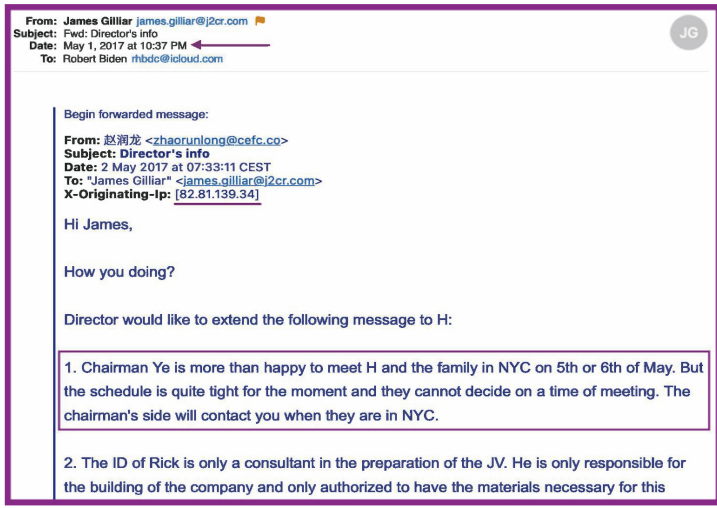 From: James Gilliar james.gilliar@j2cr.com
Subject: Fwd: Director's info
Date: May 1, 2017 at 10:37 PM
To: Robert Biden rhbdc@icloud.com
JG
Begin forwarded message:
From: 赵润龙 <zhaorunlong@cefc.co>
Subject: Director's info
Date: 2 May 2017 at 07:33:11 CEST
To: "James Gilliar" <james.gilliar@j2cr.com>
X-Originating-Ip: [82.81.139.34]
Hi James,
How you doing?
Director would like to extend the following message to H:
1. Chairman Ye is more than happy to meet H and the family in NYC on 5th or 6th of May. But
the schedule is quite tight for the moment and they cannot decide on a time of meeting. The
chairman's side will contact you when they are in NYC.
2. The ID of Rick is only a consultant in the preparation of the JV. He is only responsible for
the building of the company and only authorized to have the materials necessary for this